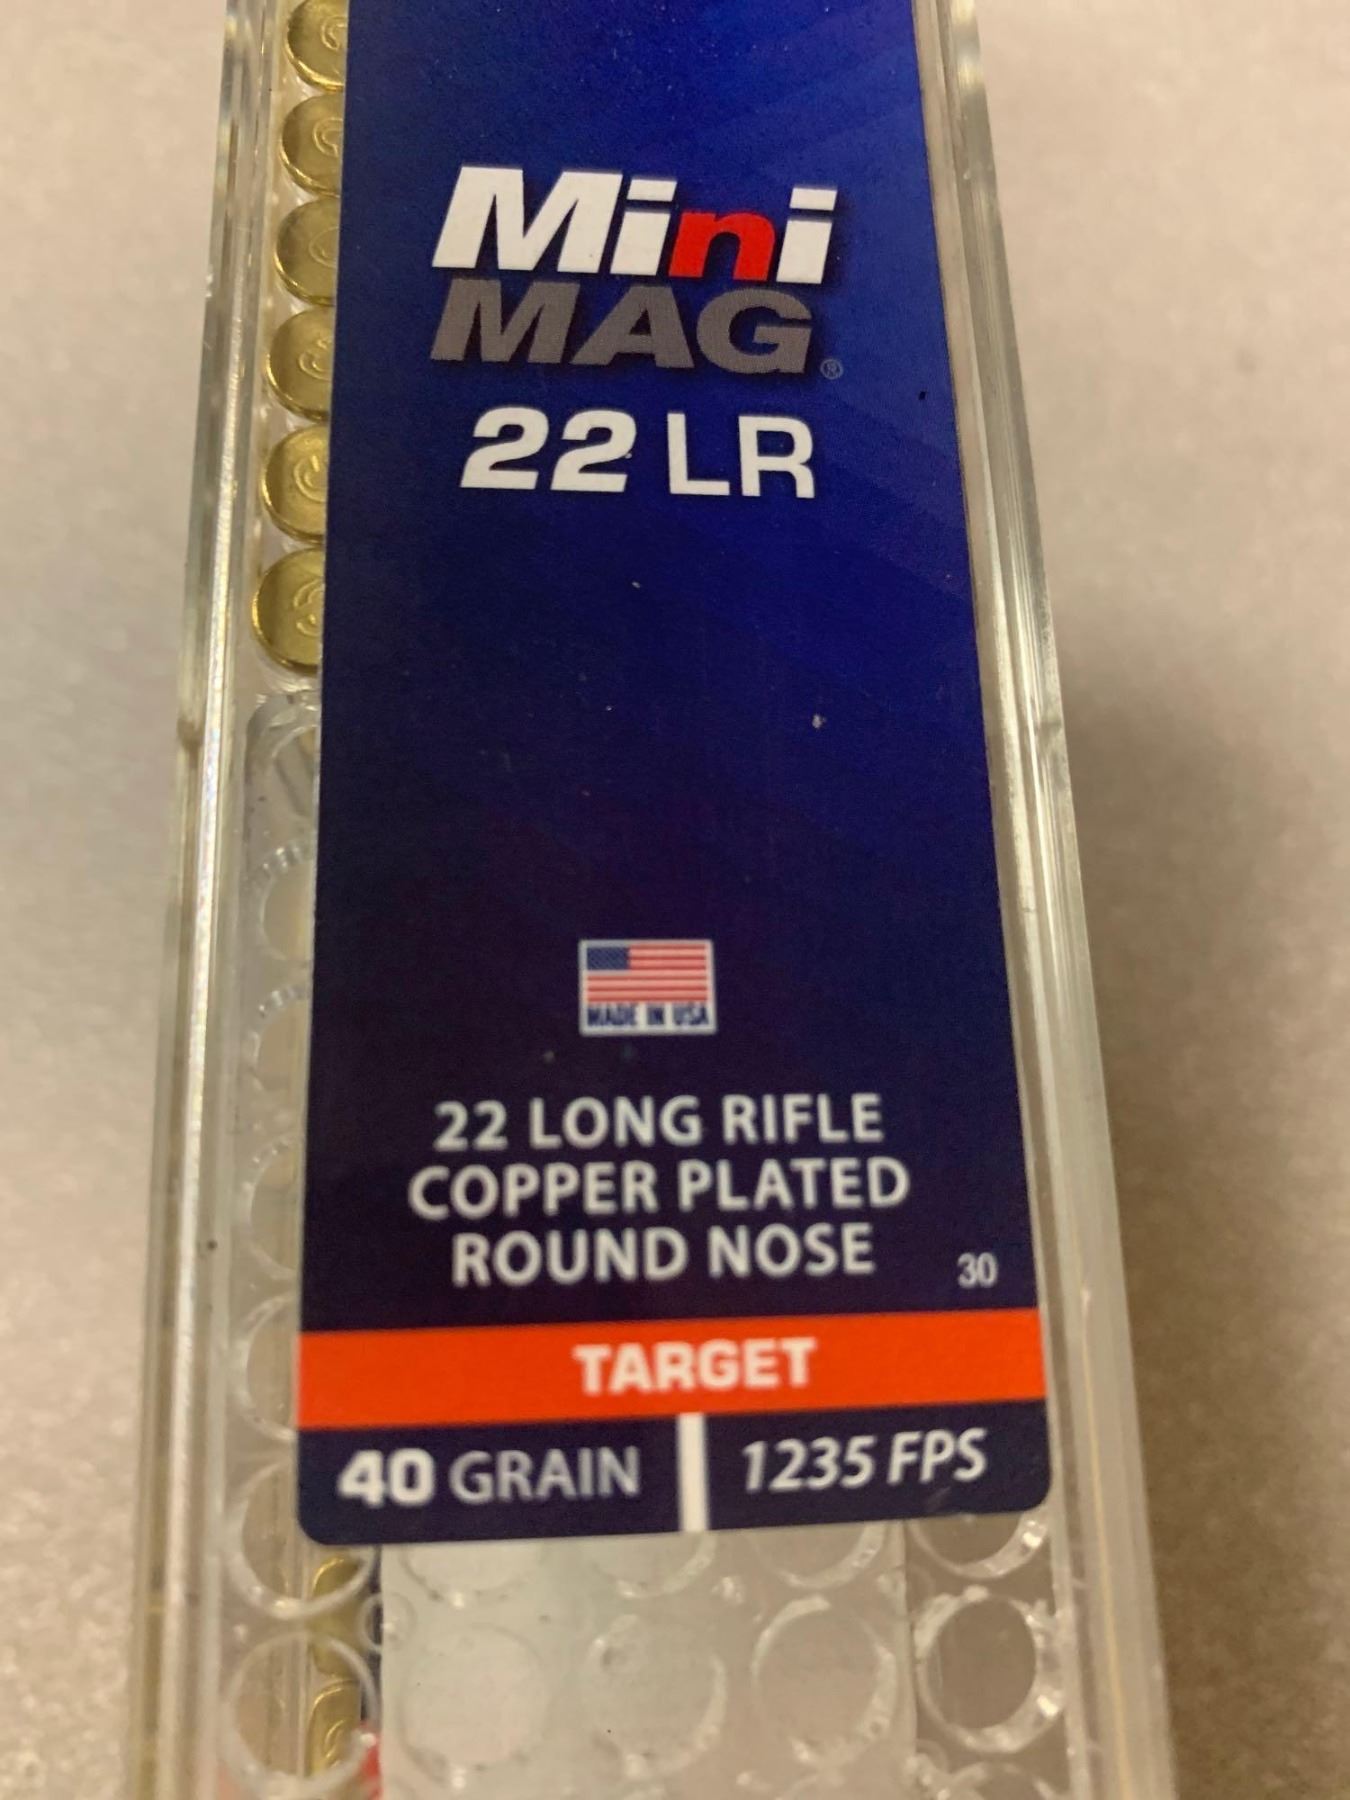 Mini
MAG®
22 LR
MADE IN USA
22 LONG RIFLE
COPPER PLATED
ROUND NOSE
30
TARGET
40 GRAIN
1235 FPS